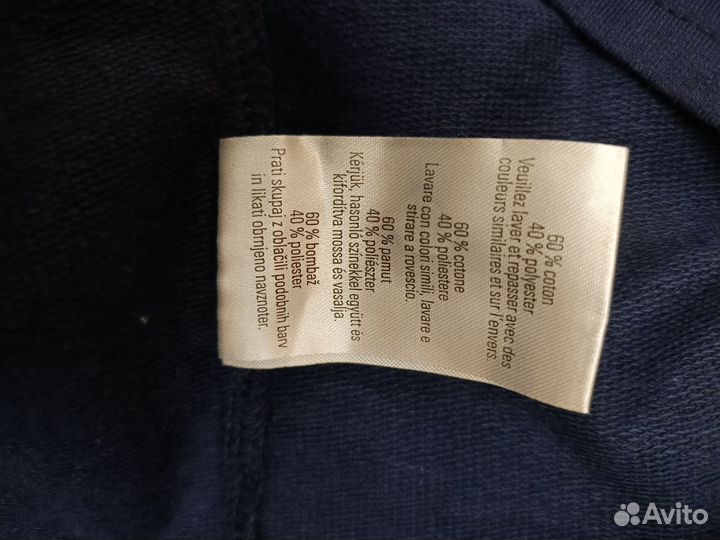 60 % coton
40 % polyester
Veuillez laver et repasser avec des
couleurs similaires et sur l'envers.
60 % cotone
40 % poliestere
Lavare con colori simili, lavare e
stirare a rovescio.
60 % pamut
40 % poliészter
Kérjük, hasonló színekkel együtt és
kifordítva mossa és vasalja.
60 % bombaž
40 % poliester
Prati skupaj z oblačili podobnih barv
in likati obrnjeno navznoter.
Avito